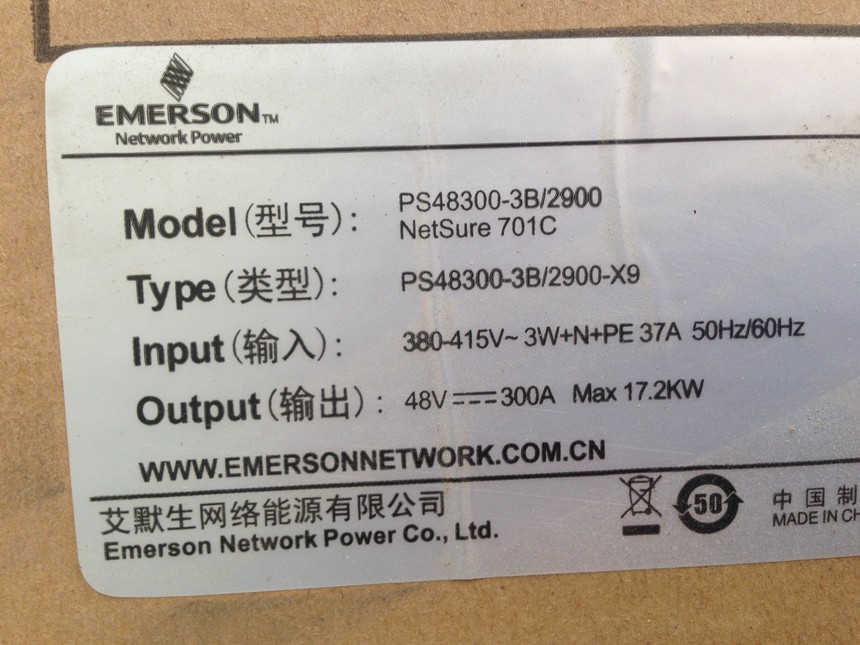 EMERSON™
Network Power
Model(型号): PS48300-3B/2900
NetSure 701C
Type(类型): PS48300-3B/2900-X9
Input(输入): 380-415V~ 3W+N+PE 37A 50Hz/60Hz
Output(输出): 48V⎓300A Max 17.2KW
WWW.EMERSONNETWORK.COM.CN
艾默生网络能源有限公司
Emerson Network Power Co., Ltd.
50
中国制
MADE IN CH